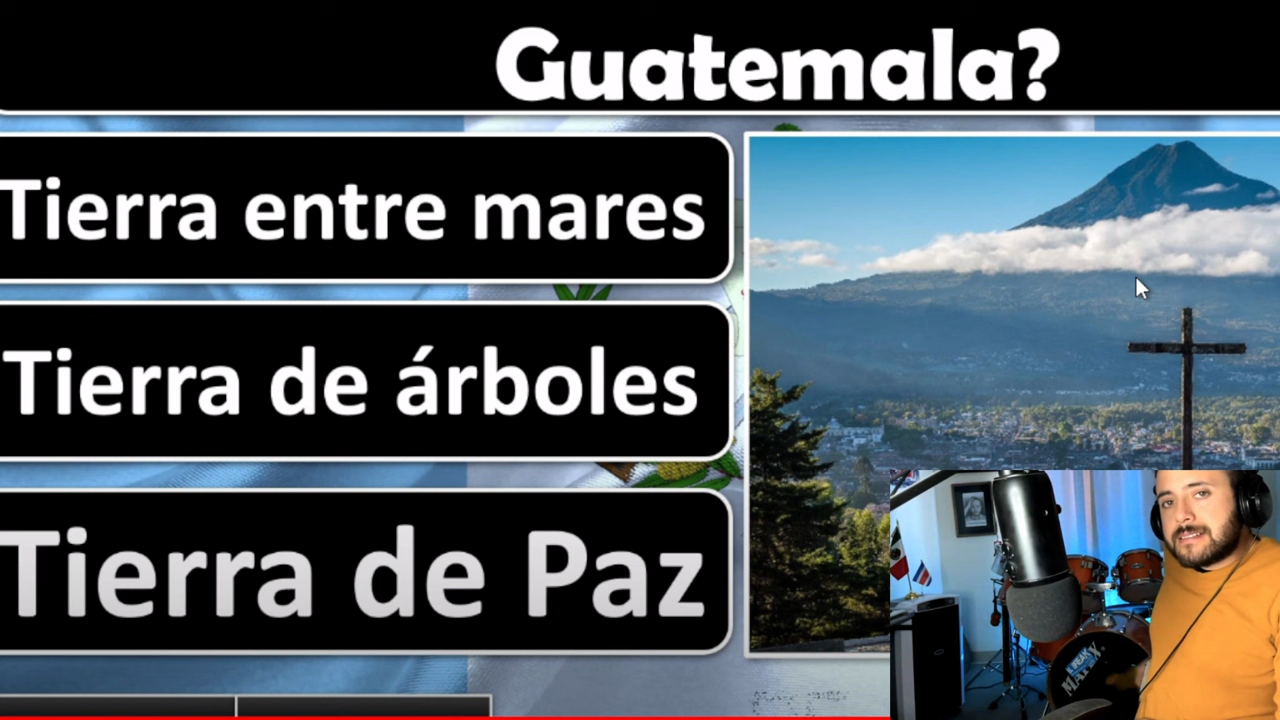 Guatemala?
Tierra entre mares
Tierra de árboles
Tierra de Paz